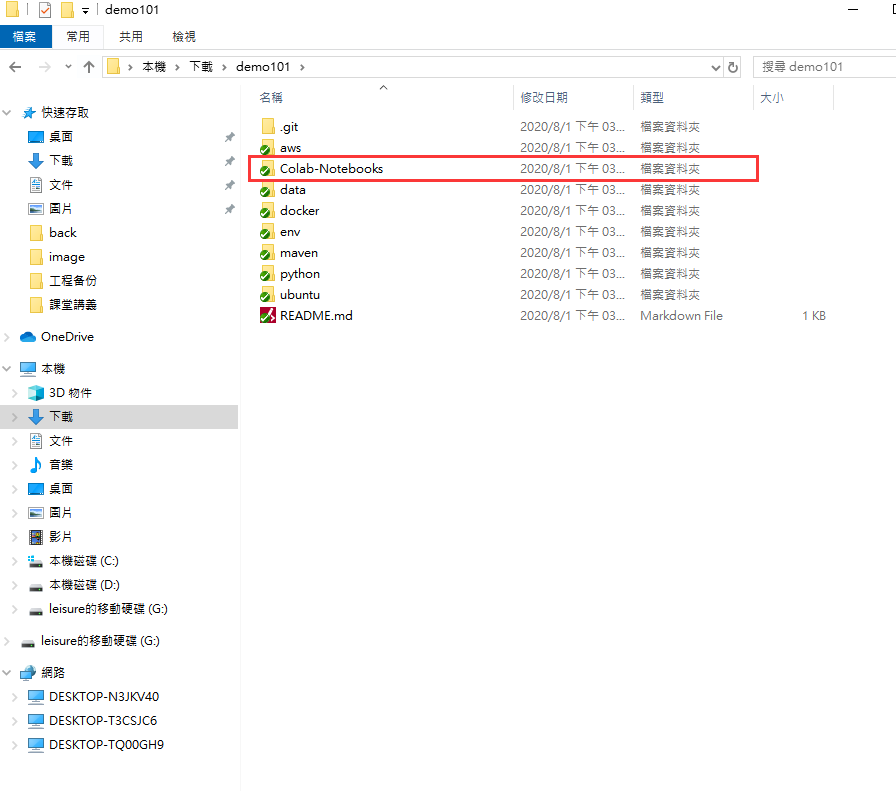 demo101
檔案 常用 共用 檢視
本機 下載 demo101 搜尋 demo101
名稱 修改日期 類型 大小
快速存取
桌面
下載
文件
圖片
back
image
工程备份
課堂講義
OneDrive
本機
3D 物件
下載
文件
音樂
桌面
圖片
影片
本機磁碟 (C:)
本機磁碟 (D:)
leisure的移動硬碟 (G:)
leisure的移動硬碟 (G:)
網路
DESKTOP-N3JKV40
DESKTOP-T3CSJC6
DESKTOP-TQ00GH9
.git 2020/8/1 下午 03... 檔案資料夾
aws 2020/8/1 下午 03... 檔案資料夾
Colab-Notebooks 2020/8/1 下午 03... 檔案資料夾
data 2020/8/1 下午 03... 檔案資料夾
docker 2020/8/1 下午 03... 檔案資料夾
env 2020/8/1 下午 03... 檔案資料夾
maven 2020/8/1 下午 03... 檔案資料夾
python 2020/8/1 下午 03... 檔案資料夾
ubuntu 2020/8/1 下午 03... 檔案資料夾
README.md 2020/8/1 下午 03... Markdown File 1 KB